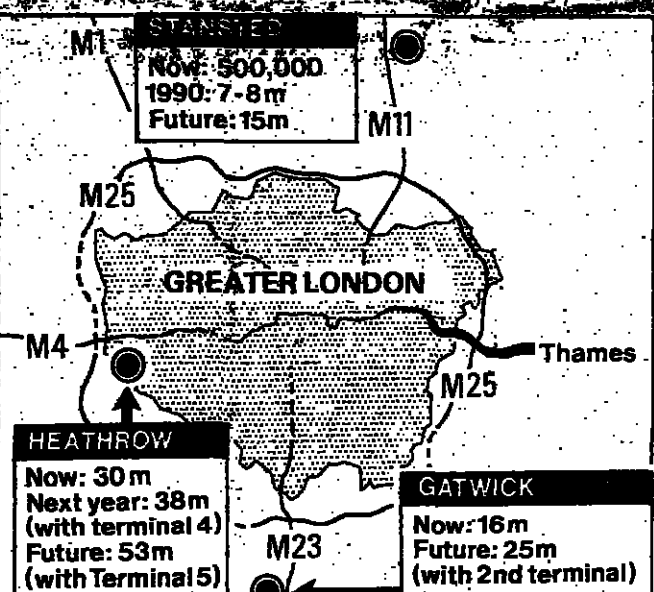 M1
STANSTED
Now: 500,000
1990: 7-8m
Future: 15m
M11
M25
GREATER LONDON
M4
Thames
M25
HEATHROW
Now: 30m
Next year: 38m
(with terminal 4)
Future: 53m
(with Terminal 5)
M23
GATWICK
Now: 16m
Future: 25m
(with 2nd terminal)